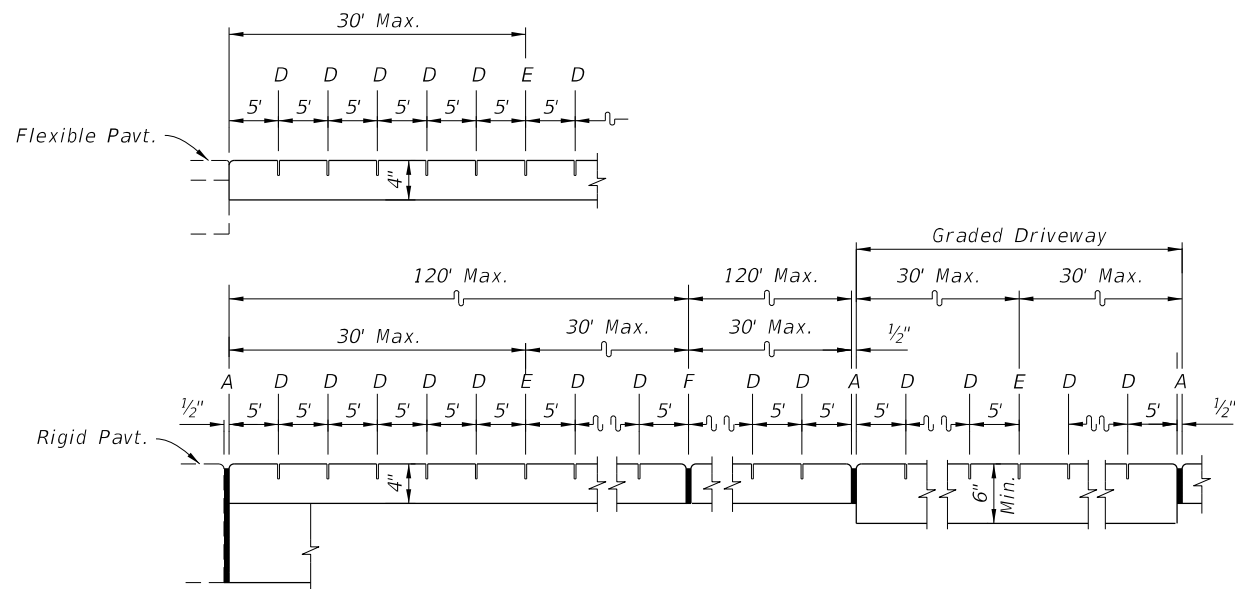 30' Max.
D D D D D E D
5' 5' 5' 5' 5' 5' 5'
Flexible Pavt.
4"
Graded Driveway
120' Max. 120' Max. 30' Max. 30' Max.
30' Max. 30' Max. 30' Max. 1/2"
A D D D D D E D D F D D A D D E D D A
1/2" 5' 5' 5' 5' 5' 5' 5' 5' 5' 5' 5' 5' 5' 1/2"
Rigid Pavt.
4"
6" Min.